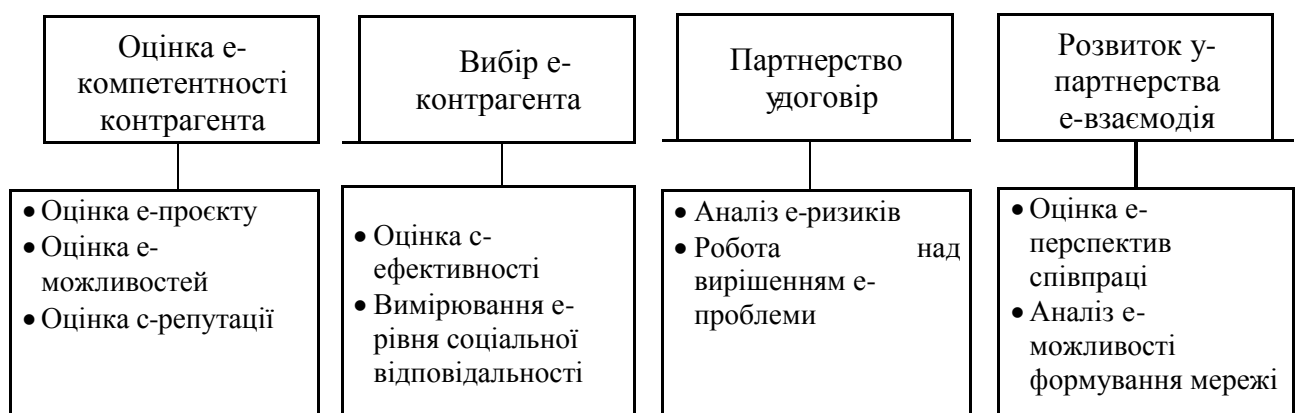 Оцінка е-
компетентності
контрагента
Вибір е-
контрагента
Партнерство
у договір
Розвиток у-
партнерства
е-взаємодія
• Оцінка е-проєкту
• Оцінка е-
можливостей
• Оцінка с-репутації
• Оцінка с-
ефективності
• Вимірювання е-
рівня соціальної
відповідальності
• Аналіз е-ризиків
• Робота над
вирішенням е-
проблеми
• Оцінка е-
перспектив
співпраці
• Аналіз е-
можливості
формування мережі